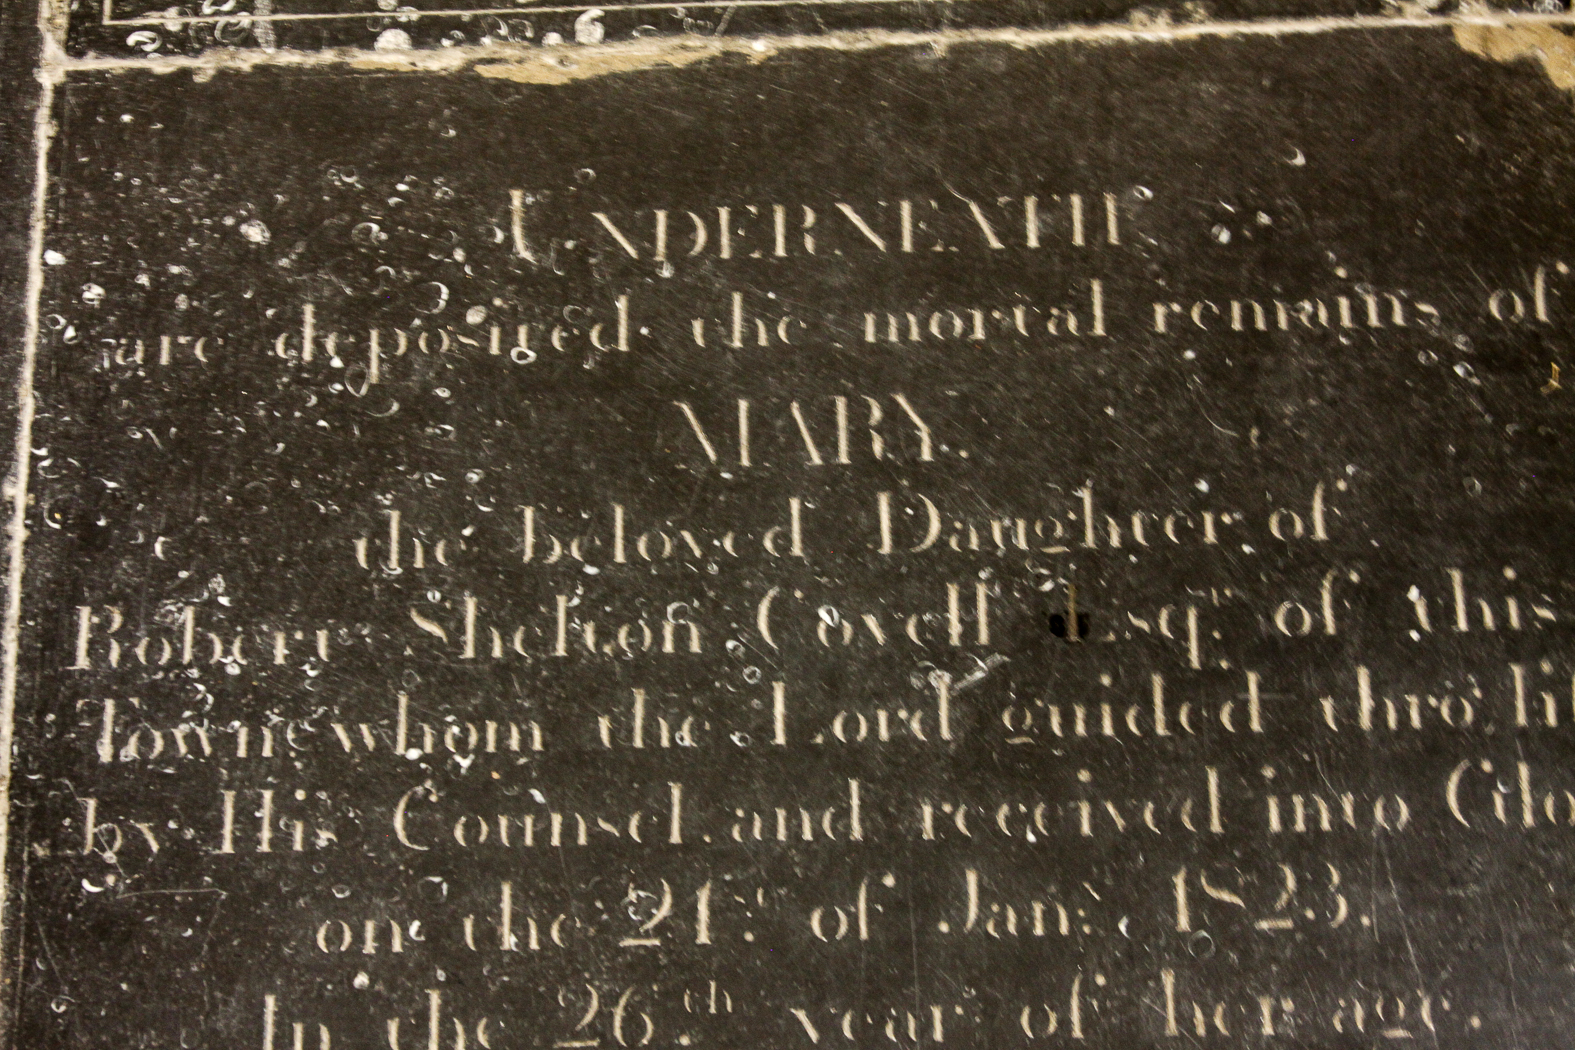 UNDERNEATH
are deposited the mortal remains of
MARY.
the beloved Daughter of
Robert Shelton Covell Esqr. of this
Town, whom the Lord guided thro'
by His Counsel, and received into
on the 21st of Jan: 1823.
In the 26th year of her age.